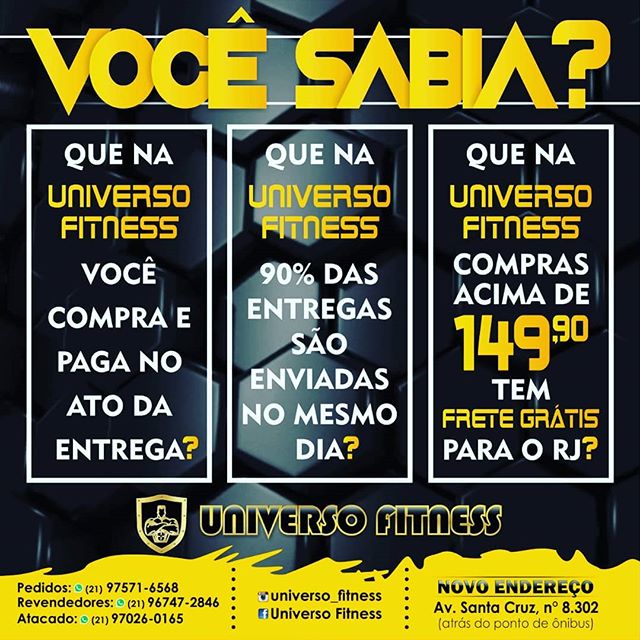 VOCÊ SABIA?
QUE NA
UNIVERSO
FITNESS
VOCÊ
COMPRA E
PAGA NO
ATO DA
ENTREGA?
QUE NA
UNIVERSO
FITNESS
90% DAS
ENTREGAS
SÃO
ENVIADAS
NO MESMO
DIA?
QUE NA
UNIVERSO
FITNESS
COMPRAS
ACIMA DE
149,90
TEM
FRETE GRÁTIS
PARA O RJ?
UNIVERSO FITNESS
Pedidos: (21) 97571-6568
Revendedores: (21) 96747-2846
Atacado: (21) 97026-0165
universo_fitness
Universo Fitness
NOVO ENDEREÇO
Av. Santa Cruz, nº 8.302
(atrás do ponto de ônibus)